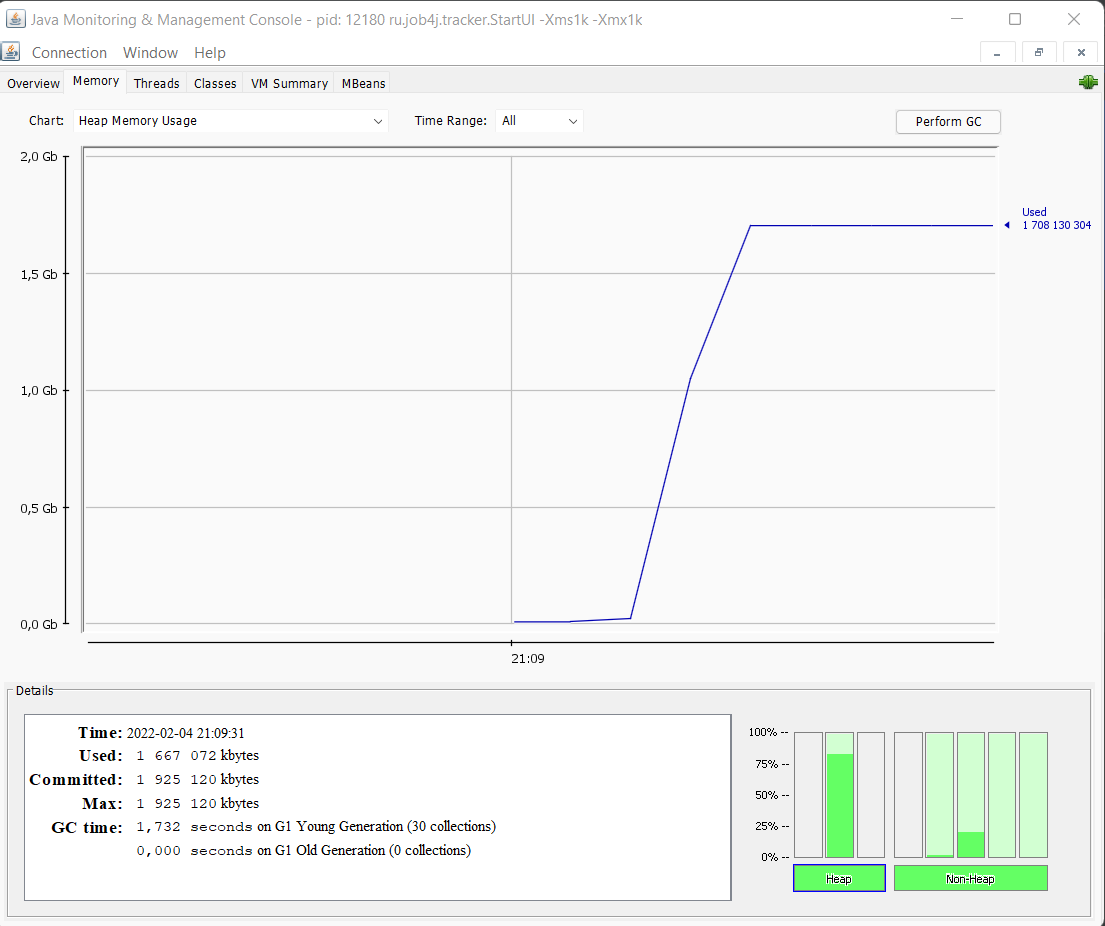 Java Monitoring & Management Console - pid: 12180 ru.job4j.tracker.StartUI -Xms1k -Xmx1k
Connection Window Help
Overview Memory Threads Classes VM Summary MBeans
Chart: Heap Memory Usage Time Range: All Perform GC
2,0 Gb
Used
1 708 130 304
1,5 Gb
1,0 Gb
0,5 Gb
0,0 Gb
21:09
Details
Time: 2022-02-04 21:09:31
Used: 1 667 072 kbytes
Committed: 1 925 120 kbytes
Max: 1 925 120 kbytes
GC time: 1,732 seconds on G1 Young Generation (30 collections)
0,000 seconds on G1 Old Generation (0 collections)
100% --
75% --
50% --
25% --
0% --
Heap Non-Heap